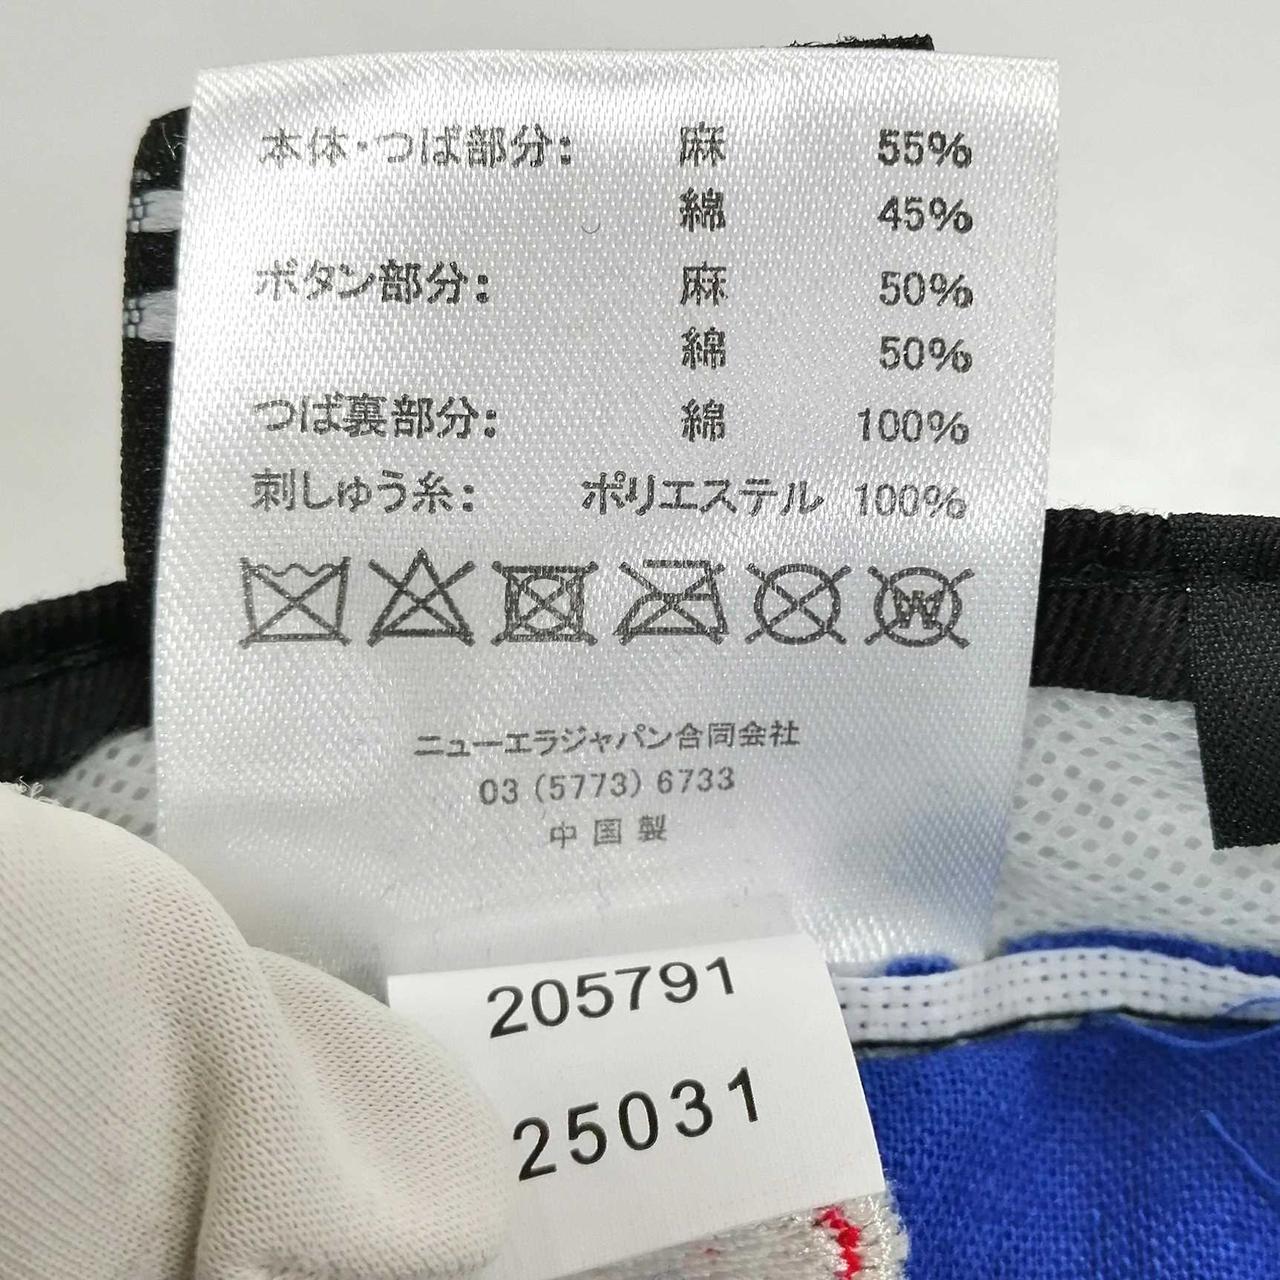 本体・つば部分: 麻 55%
綿 45%
ボタン部分: 麻 50%
綿 50%
つば裏部分: 綿 100%
刺しゅう糸: ポリエステル 100%
W
ニューエラジャパン合同会社
03 (5773) 6733
中国製
205791
25031